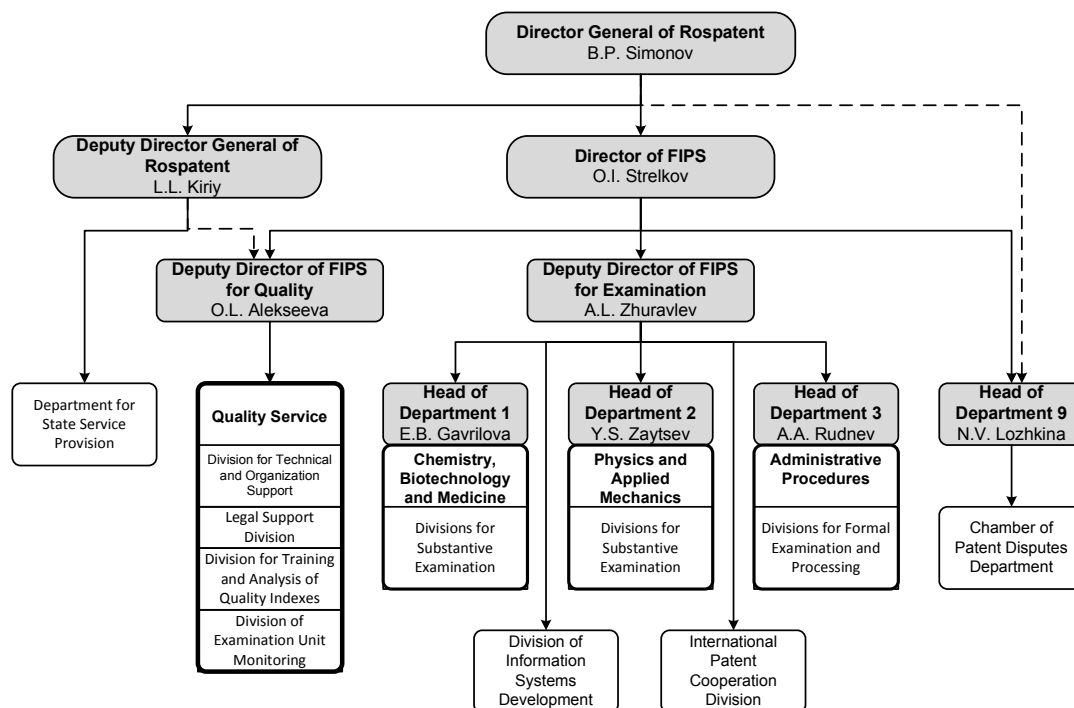 Director General of Rospatent
B.P. Simonov
Deputy Director General of
Rospatent
L.L. Kiriy
Director of FIPS
O.I. Strelkov
Deputy Director of FIPS
for Quality
O.L. Alekseeva
Deputy Director of FIPS
for Examination
A.L. Zhuravlev
Department for
State Service
Provision
Quality Service
Division for Technical
and Organization
Support
Legal Support
Division
Division for Training
and Analysis of
Quality Indexes
Division of
Examination Unit
Monitoring
Head of
Department 1
E.B. Gavrilova
Chemistry,
Biotechnology
and Medicine
Divisions for
Substantive
Examination
Head of
Department 2
Y.S. Zaytsev
Physics and
Applied
Mechanics
Divisions for
Substantive
Examination
Head of
Department 3
A.A. Rudnev
Administrative
Procedures
Divisions for Formal
Examination and
Processing
Head of
Department 9
N.V. Lozhkina
Chamber of
Patent Disputes
Department
Division of
Information
Systems
Development
International
Patent
Cooperation
Division